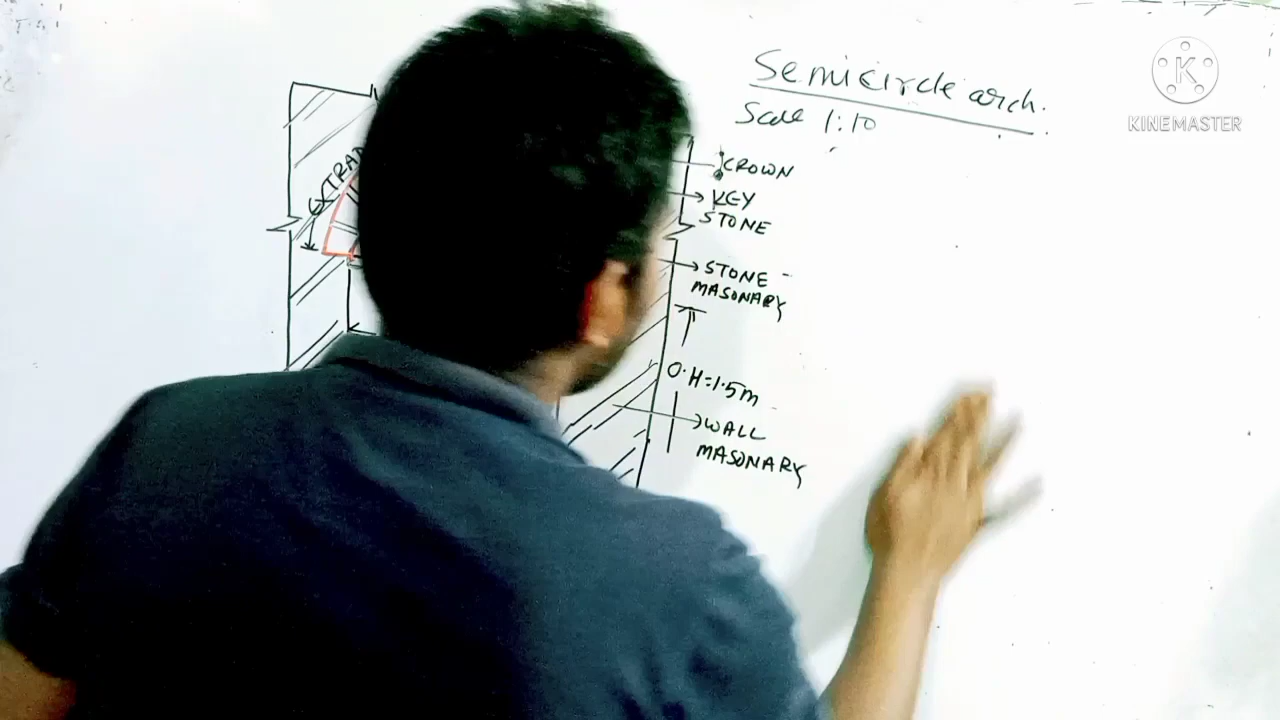 Semicircle arch.
Scale 1:10
KINEMASTER
CROWN
KEY
STONE
STONE
MASONARY
O.H=1.5m
WALL
MASONARY